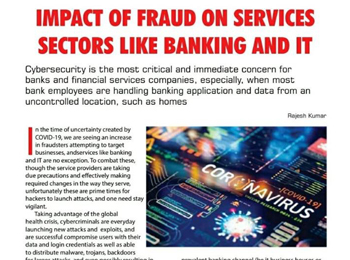 IMPACT OF FRAUD ON SERVICES
SECTORS LIKE BANKING AND IT
Cybersecurity is the most critical and immediate concern for
banks and financial services companies, especially, when most
bank employees are handling banking application and data from an
uncontrolled location, such as homes
Rajesh Kumar
In the time of uncertainty created by
COVID-19, we are seeing an increase
in fraudsters attempting to target
businesses, andservices like banking
and IT are no exception. To combat these,
though the service providers are taking
due precautions and effectively making
required changes in the way they serve,
unfortunately these are prime times for
hackers to launch attacks, and one need stay
vigilant.
Taking advantage of the global
health crisis, cybercriminals are everyday
launching new attacks and exploits, and
are successful compromise users with their
data and login credentials as well as able
to distribute malware, trojans, backdoors
CORONAVIRUS
(COVID-19)